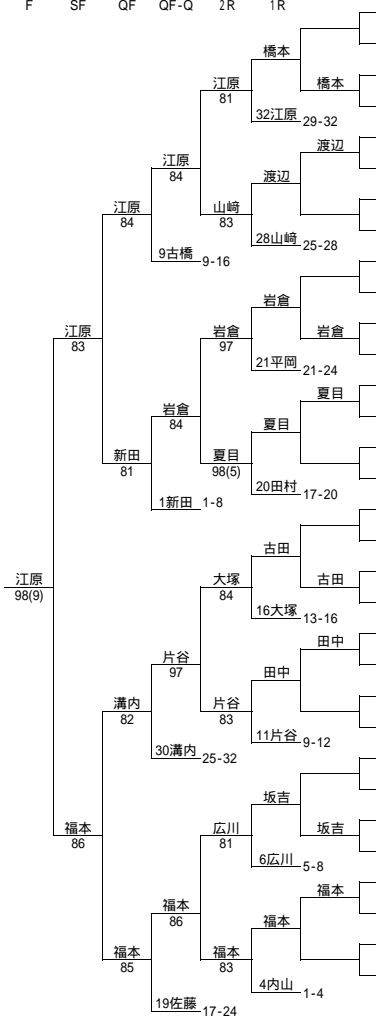 F SF QF QF-Q 2R 1R
橋本
江原 橋本
81
32江原 29-32
江原 渡辺
84
渡辺
江原 山﨑
84 83
28山﨑 25-28
9古橋 9-16
岩倉
江原 岩倉 岩倉
83 97
21平岡 21-24
岩倉 夏目
84
夏目
新田 夏目
81 98(5)
20田村 17-20
1新田 1-8
古田
江原 大塚 古田
98(9) 84
16大塚 13-16
片谷 田中
97
田中
溝内 片谷
82 83
11片谷 9-12
30溝内 25-32
坂吉
福本 広川 坂吉
86 81
6広川 5-8
福本 福本
86
福本
福本 福本
85 83
4内山 1-4
19佐藤 17-24